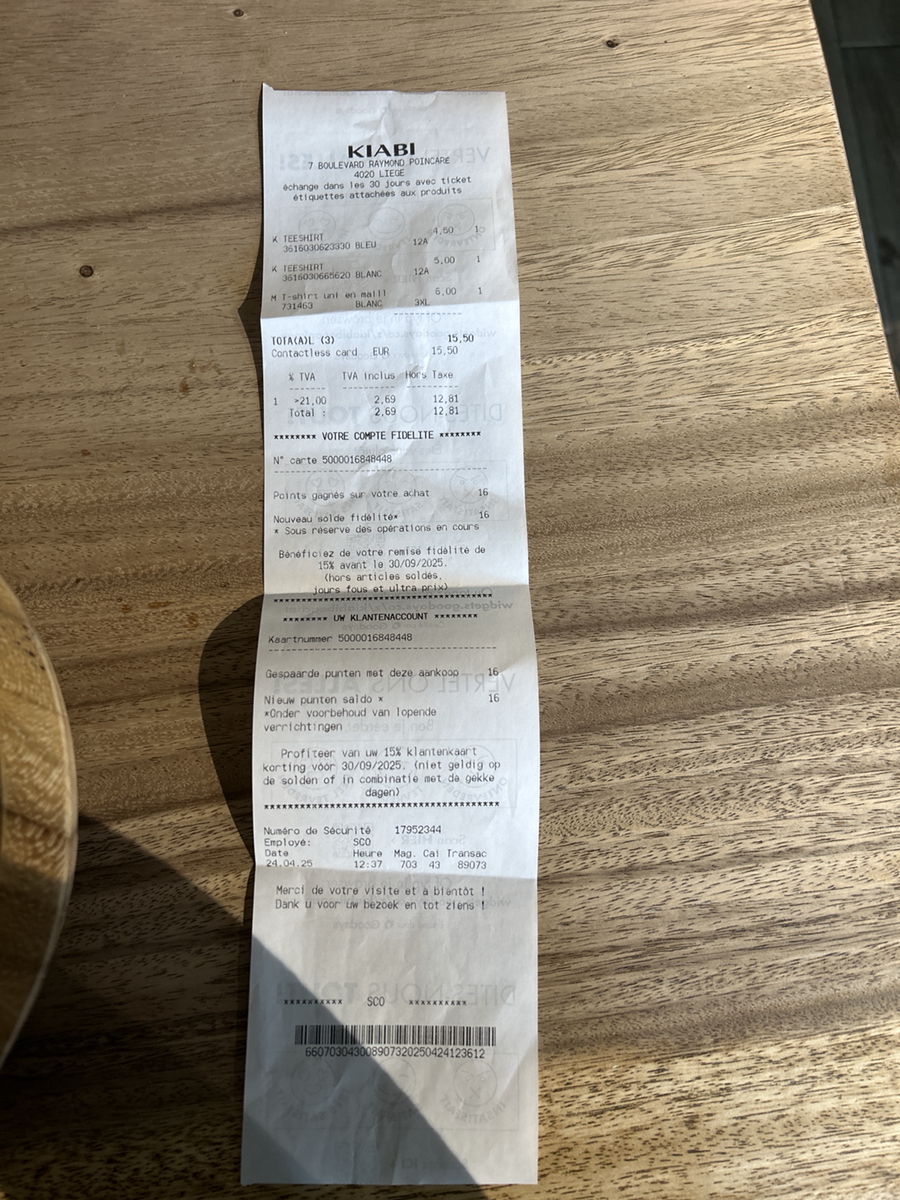 KIABI
7 BOULEVARD RAYMOND POINCARE
4020 LIEGE
échange dans les 30 jours avec ticket
étiquettes attachées aux produits
K TEESHIRT 4,50 1
3616030623330 BLEU 12A
K TEESHIRT 5,00 1
3616030665620 BLANC 12A
M T-shirt uni en maill 6,00 1
731463 BLANC 3XL
TOTA(A)L (3) 15,50
Contactless card EUR 15,50
% TVA TVA inclus Hors Taxe
1 >21,00 2,69 12,81
Total : 2,69 12,81
******** VOTRE COMPTE FIDELITE ********
N° carte 5000016848448
Points gagnés sur votre achat 16
Nouveau solde fidélité* 16
* Sous réserve des opérations en cours
Bénéficiez de votre remise fidélité de
15% avant le 30/09/2025.
(hors articles soldés,
jours fous et ultra prix)
******** UW KLANTENACCOUNT ********
Kaartnummer 5000016848448
Gespaarde punten met deze aankoop 16
Nieuw punten saldo * 16
*Onder voorbehoud van lopende
verrichtingen
Profiteer van uw 15% klantenkaart
korting vóór 30/09/2025. (niet geldig op
de solden of in combinatie met de gekke
dagen)
Numéro de Sécurité 17952344
Employé: SCO
Date Heure Mag. Cai Transac
24.04.25 12:37 703 43 89073
Merci de votre visite et à bientôt !
Dank u voor uw bezoek en tot ziens !
********** SCO **********
660703043008907320250424123612